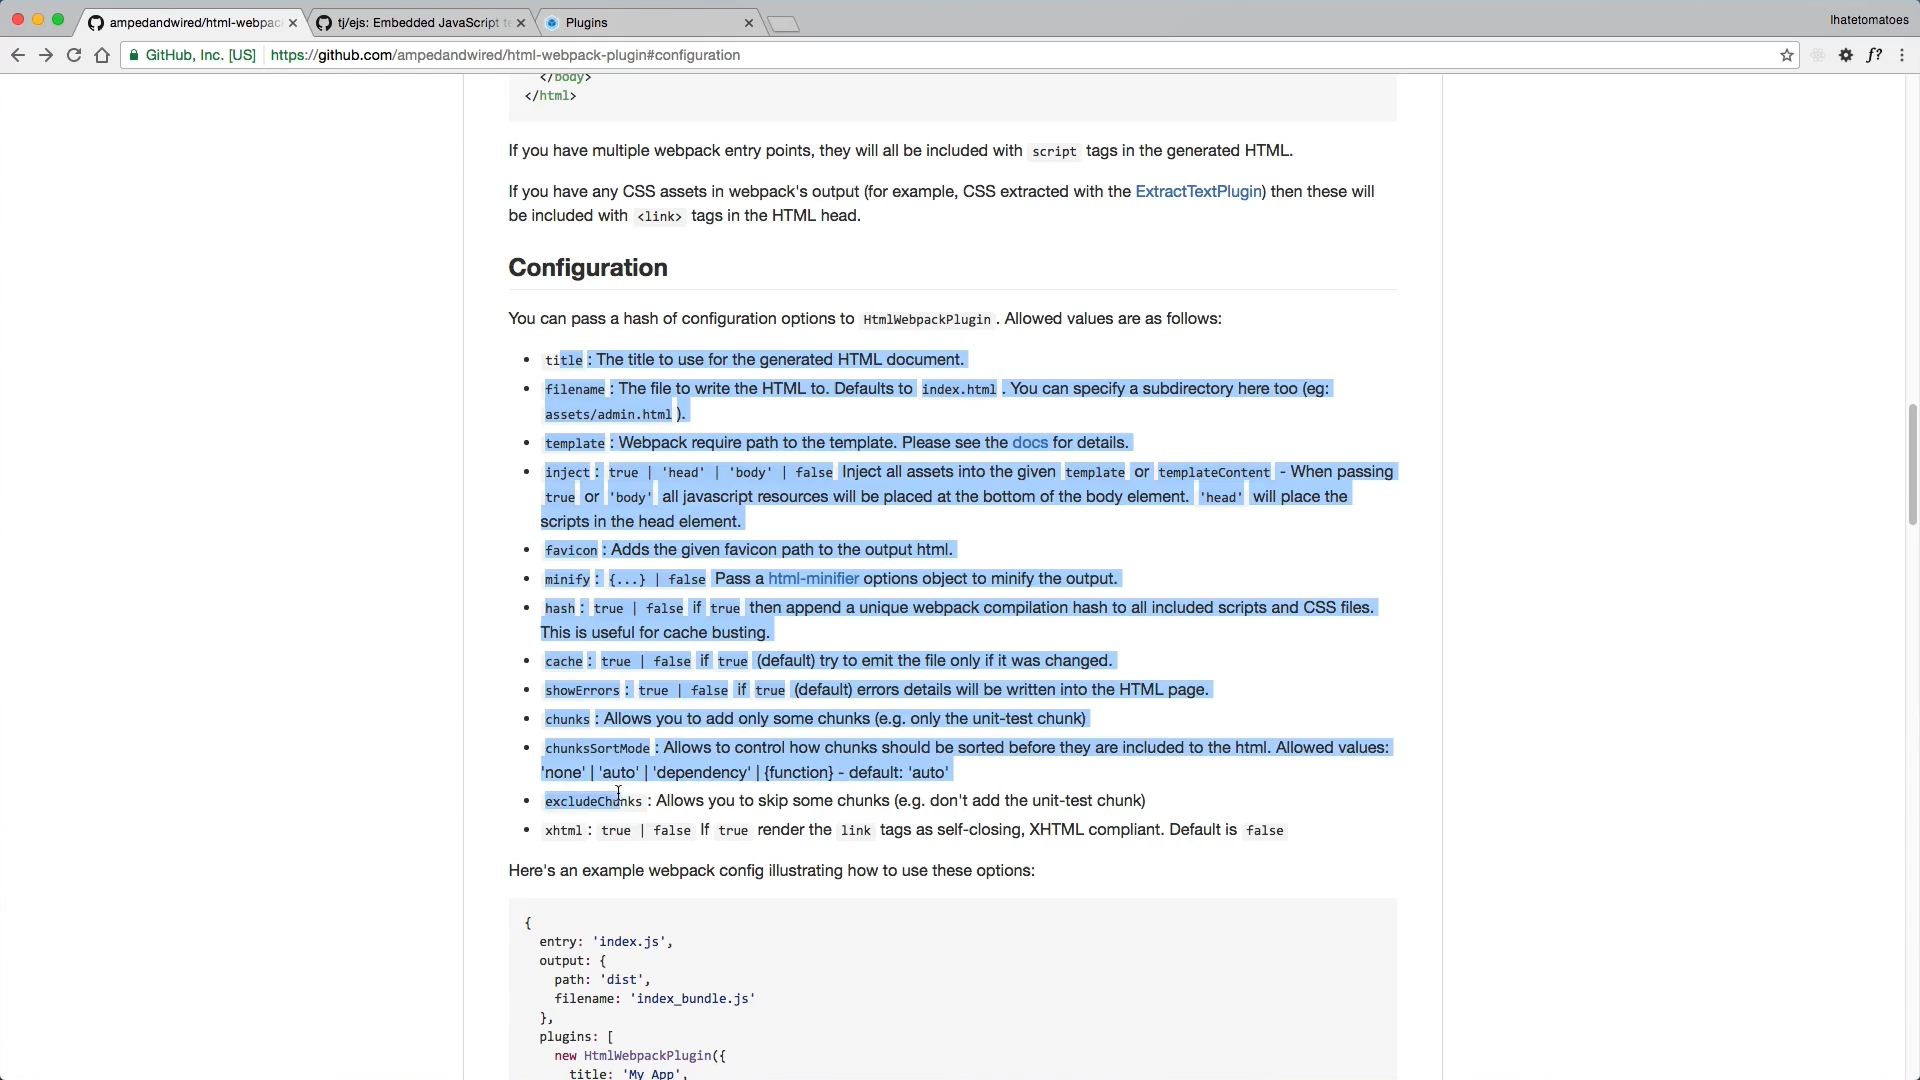 ampedandwired/html-webpac
tj/ejs: Embedded JavaScript te
Plugins
Ihatetomatoes
GitHub, Inc. [US]
https://github.com/ampedandwired/html-webpack-plugin#configuration
f?
</body>
</html>
If you have multiple webpack entry points, they will all be included with script tags in the generated HTML.
If you have any CSS assets in webpack's output (for example, CSS extracted with the ExtractTextPlugin) then these will
be included with <link> tags in the HTML head.
Configuration
You can pass a hash of configuration options to HtmlWebpackPlugin . Allowed values are as follows:
• title : The title to use for the generated HTML document.
• filename : The file to write the HTML to. Defaults to index.html . You can specify a subdirectory here too (eg:
assets/admin.html ).
• template : Webpack require path to the template. Please see the docs for details.
• inject : true | 'head' | 'body' | false Inject all assets into the given template or templateContent - When passing
true or 'body' all javascript resources will be placed at the bottom of the body element. 'head' will place the
scripts in the head element.
• favicon : Adds the given favicon path to the output html.
• minify : {...} | false Pass a html-minifier options object to minify the output.
• hash : true | false if true then append a unique webpack compilation hash to all included scripts and CSS files.
This is useful for cache busting.
• cache : true | false if true (default) try to emit the file only if it was changed.
• showErrors : true | false if true (default) errors details will be written into the HTML page.
• chunks : Allows you to add only some chunks (e.g. only the unit-test chunk)
• chunksSortMode : Allows to control how chunks should be sorted before they are included to the html. Allowed values:
'none' | 'auto' | 'dependency' | {function} - default: 'auto'
• excludeChunks : Allows you to skip some chunks (e.g. don't add the unit-test chunk)
• xhtml : true | false If true render the link tags as self-closing, XHTML compliant. Default is false
Here's an example webpack config illustrating how to use these options:
{
entry: 'index.js',
output: {
path: 'dist',
filename: 'index_bundle.js'
},
plugins: [
new HtmlWebpackPlugin({
title: 'My App',